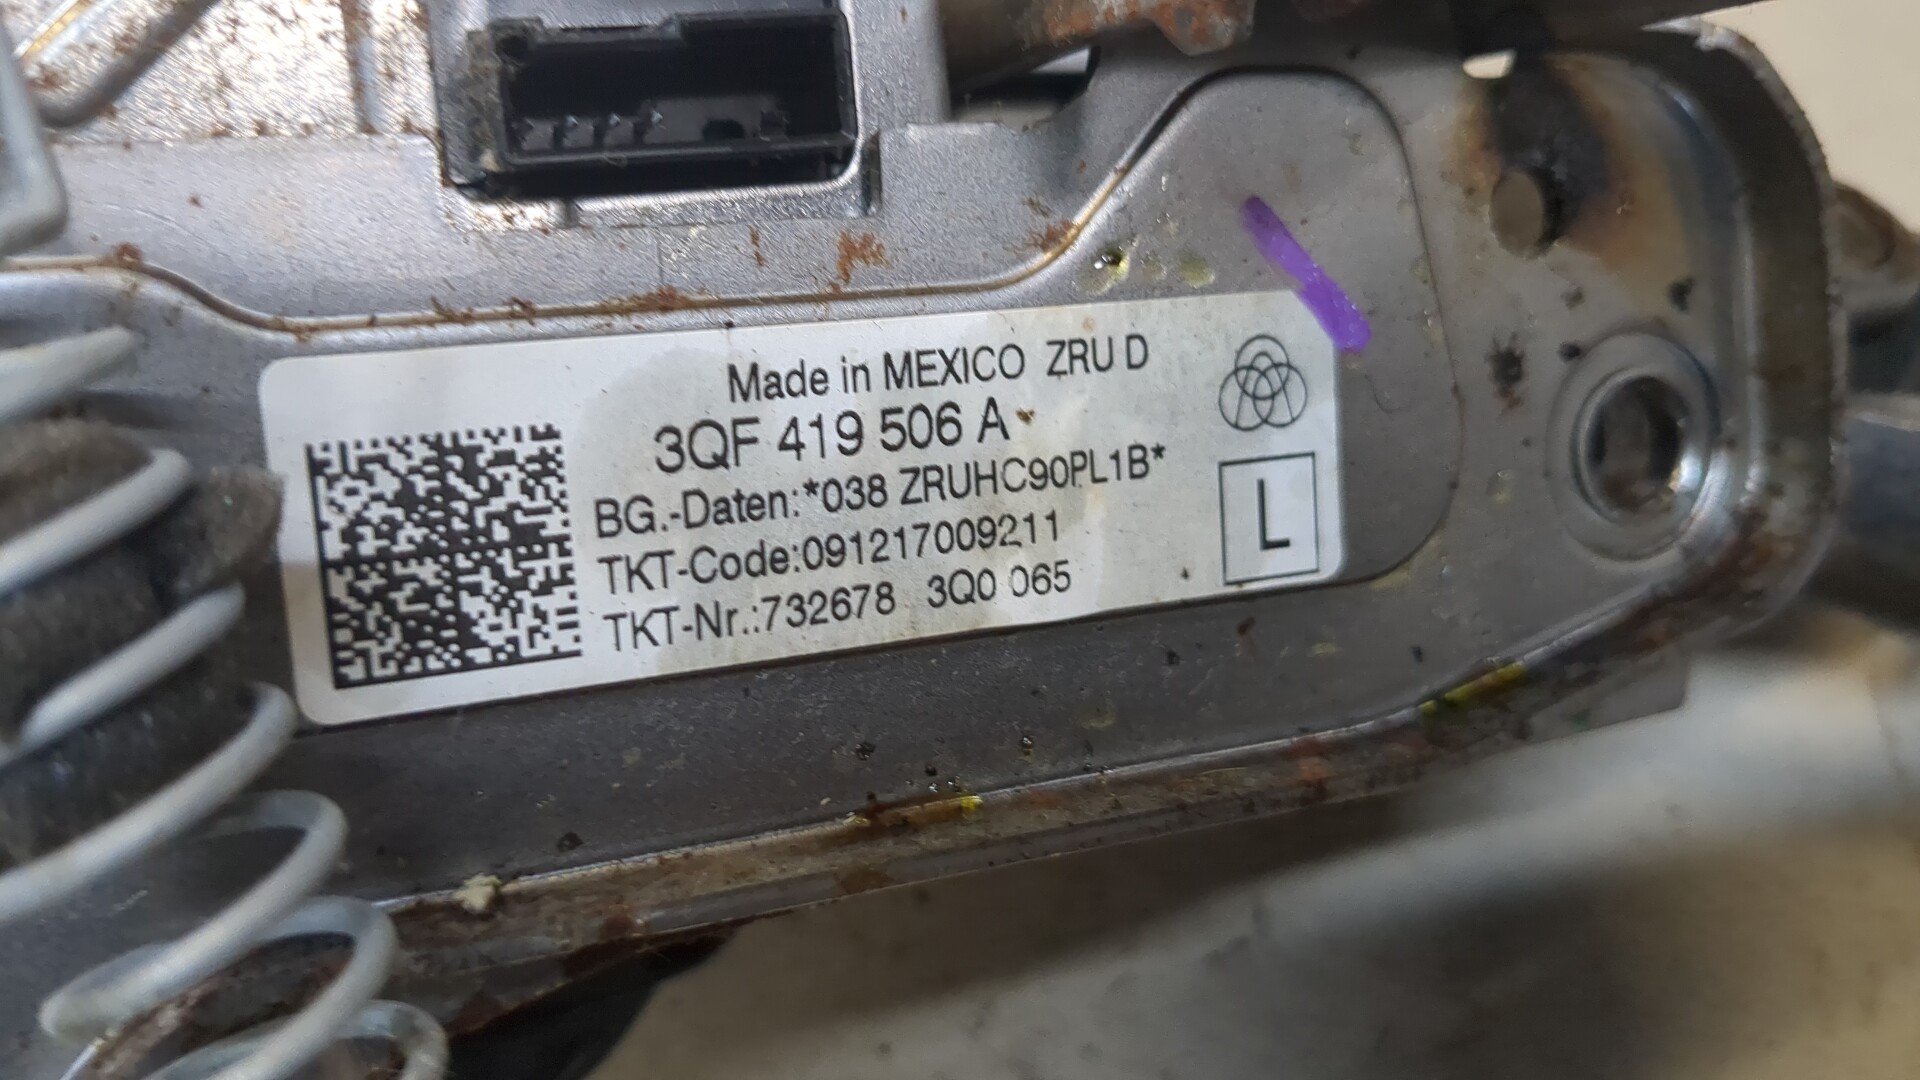 Made in MEXICO ZRU D
3QF 419 506 A
BG.-Daten:*038 ZRUHC90PL1B*
TKT-Code:091217009211
TKT-Nr.:732678 3Q0 065
L